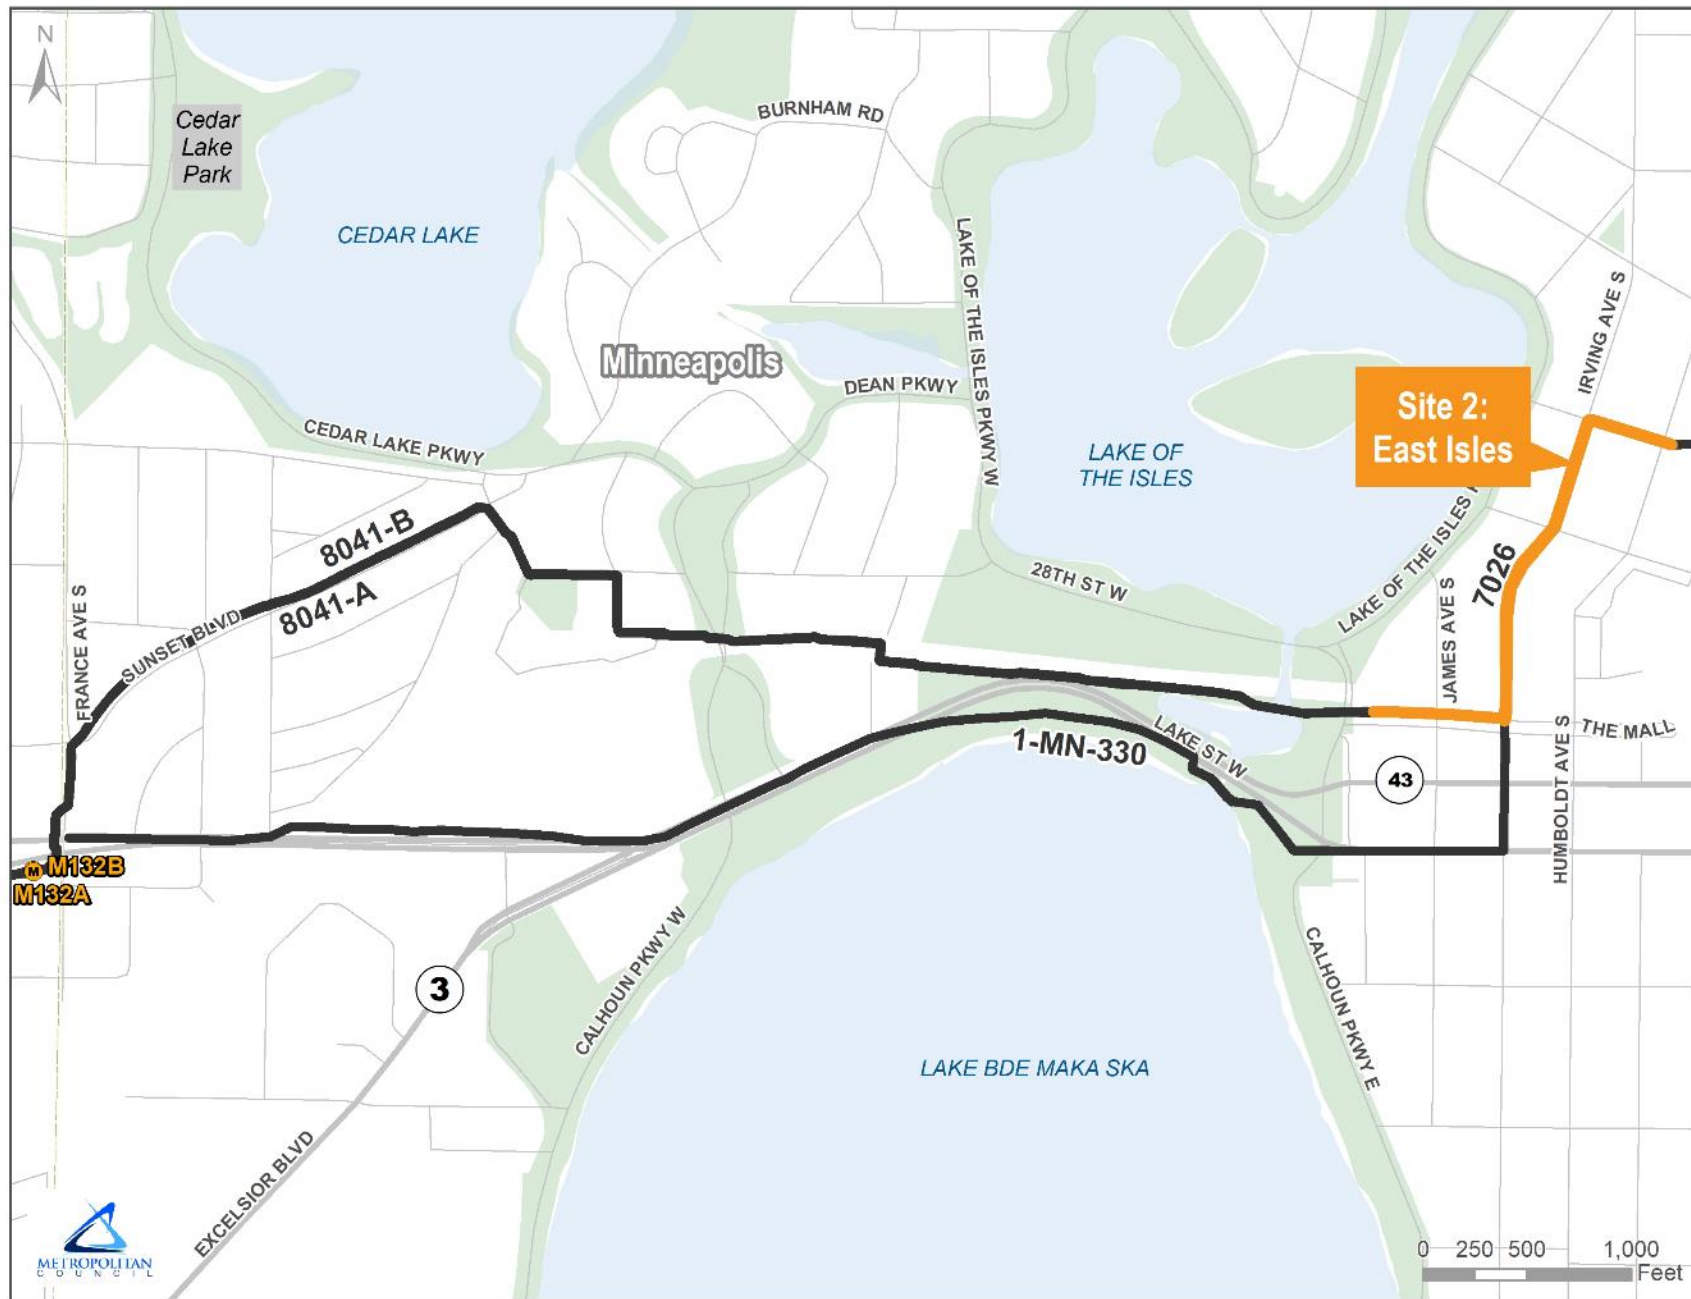 N
Cedar
Lake
Park
BURNHAM RD
CEDAR LAKE
LAKE OF THE ISLES PKWY W
IRVING AVE S
Minneapolis
DEAN PKWY
Site 2:
East Isles
CEDAR LAKE PKWY
LAKE OF
THE ISLES
LAKE OF THE ISLES
8041-B
8041-A
28TH ST W
7026
JAMES AVE S
FRANCE AVE S
SUNSET BLVD
1-MN-330
LAKE ST W
HUMBOLDT AVE S
THE MALL
43
M132B
M
M132A
3
CALHOUN PKWY W
CALHOUN PKWY E
LAKE BDE MAKA SKA
EXCELSIOR BLVD
METROPOLITAN
COUNCIL
0 250 500 1,000
Feet